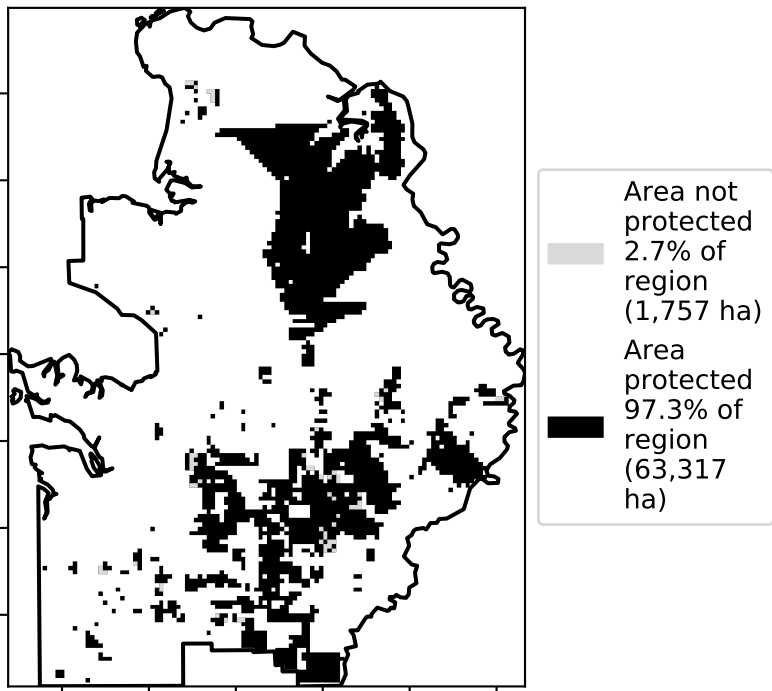 Area not
protected
2.7% of
region
(1,757 ha)
Area
protected
97.3% of
region
(63,317
ha)